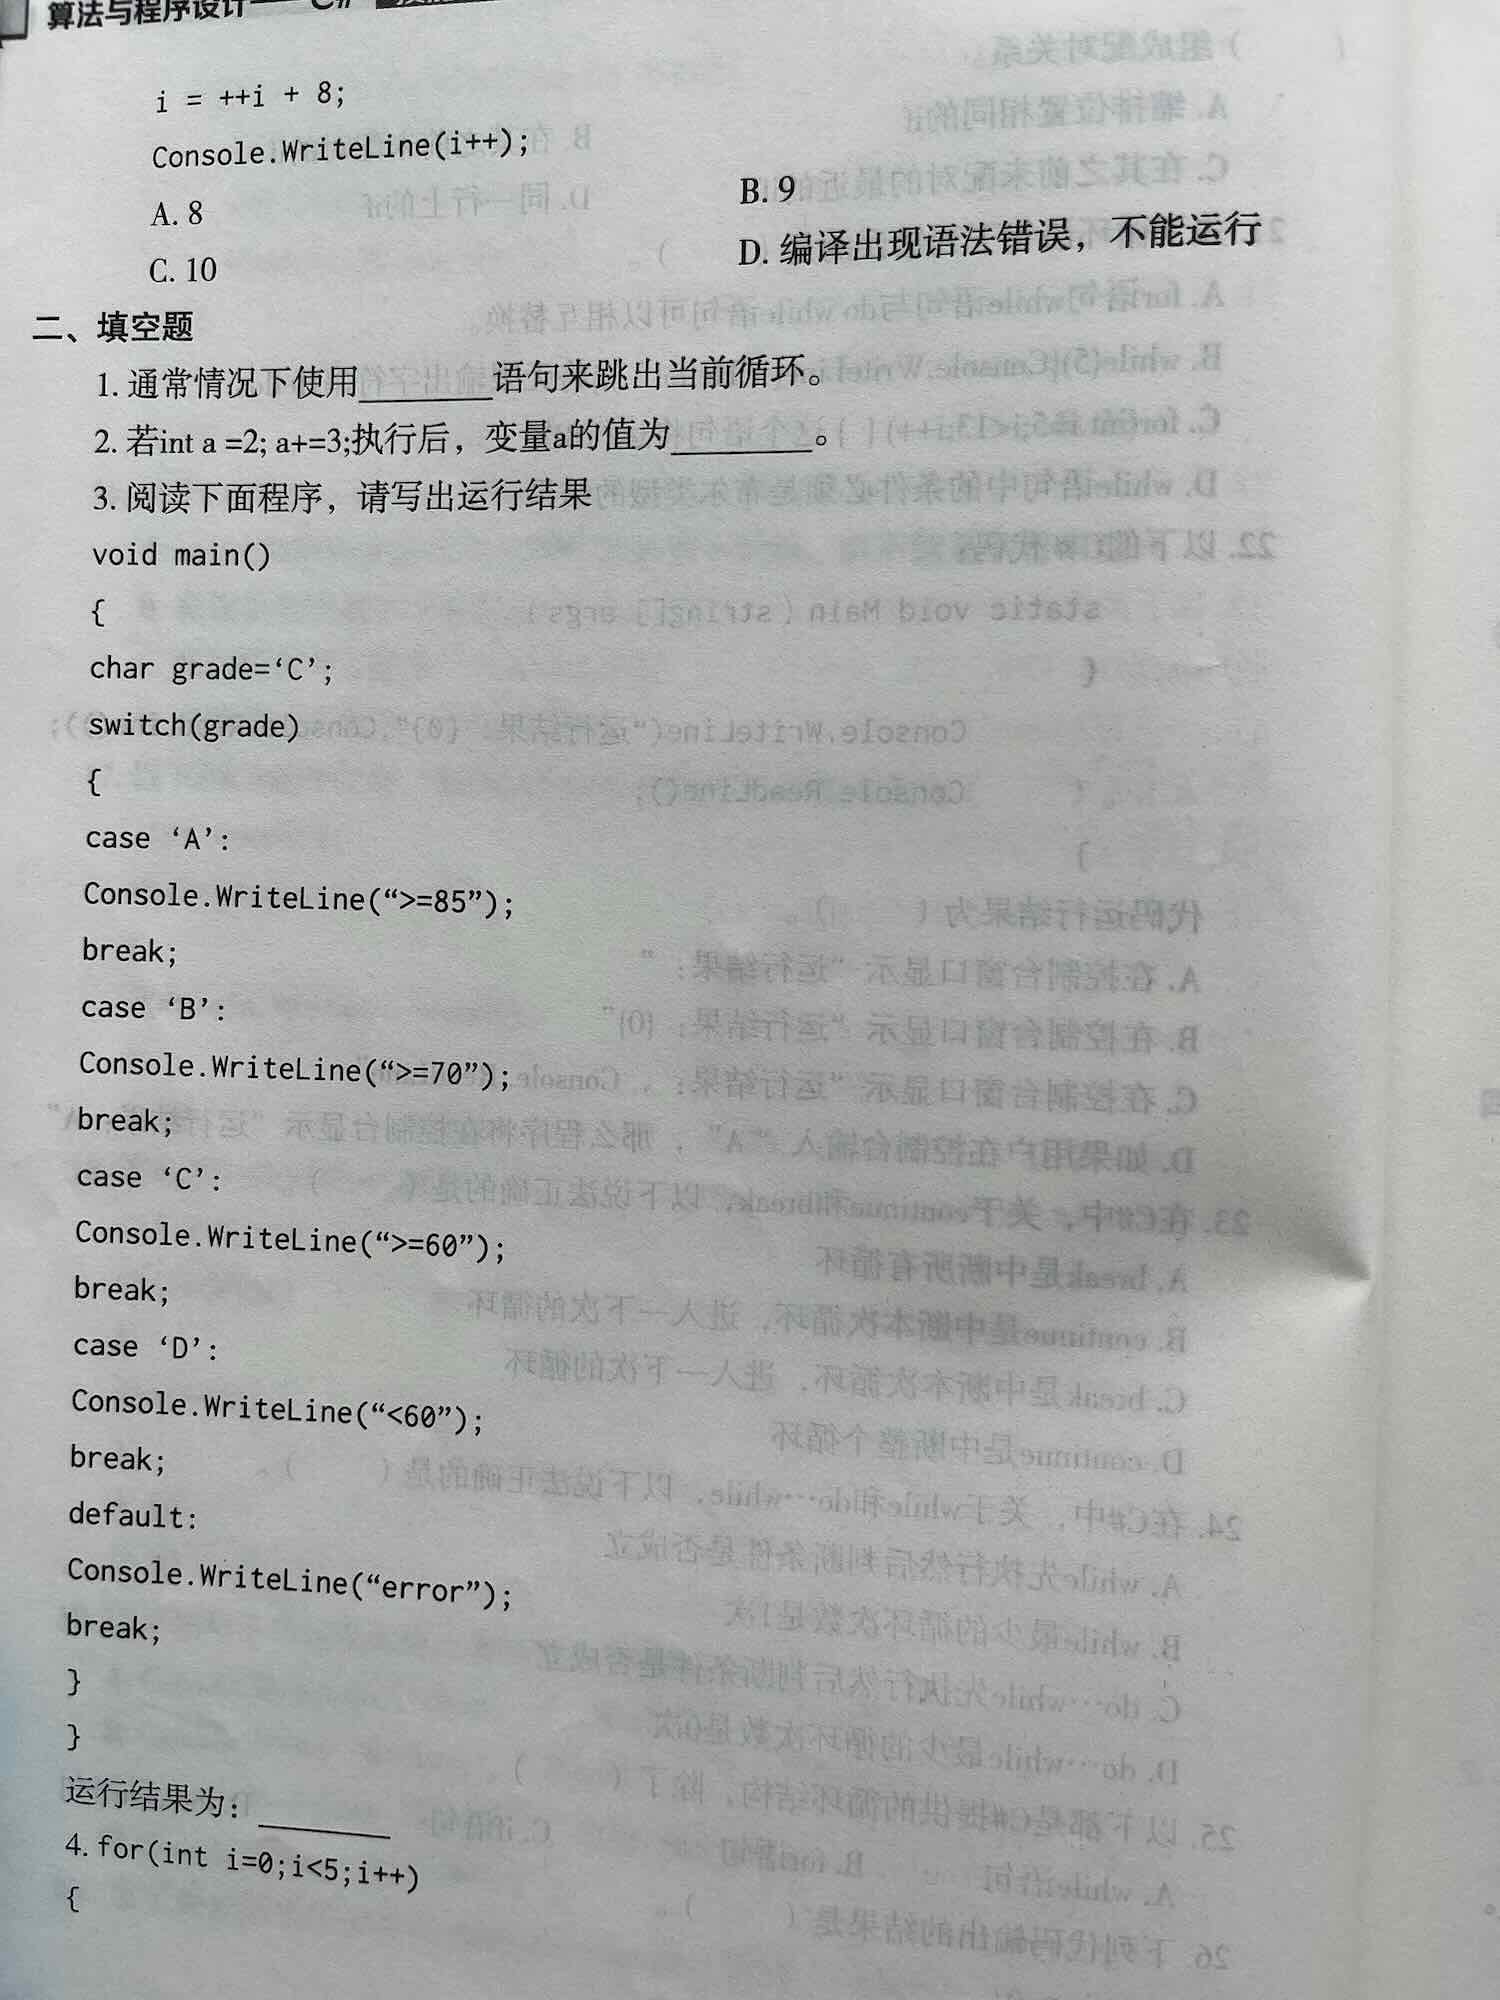 算法与程序设计——C#
i = ++i + 8;
Console.WriteLine(i++);
A. 8
B. 9
C. 10
D. 编译出现语法错误，不能运行
二、填空题
1. 通常情况下使用________语句来跳出当前循环。
2. 若int a =2; a+=3;执行后，变量a的值为________。
3. 阅读下面程序，请写出运行结果
void main()
{
char grade=‘C’;
switch(grade)
{
case ‘A’:
Console.WriteLine(“>=85”);
break;
case ‘B’:
Console.WriteLine(“>=70”);
break;
case ‘C’:
Console.WriteLine(“>=60”);
break;
case ‘D’:
Console.WriteLine(“<60”);
break;
default:
Console.WriteLine(“error”);
break;
}
}
运行结果为：________
4. for(int i=0;i<5;i++)
{